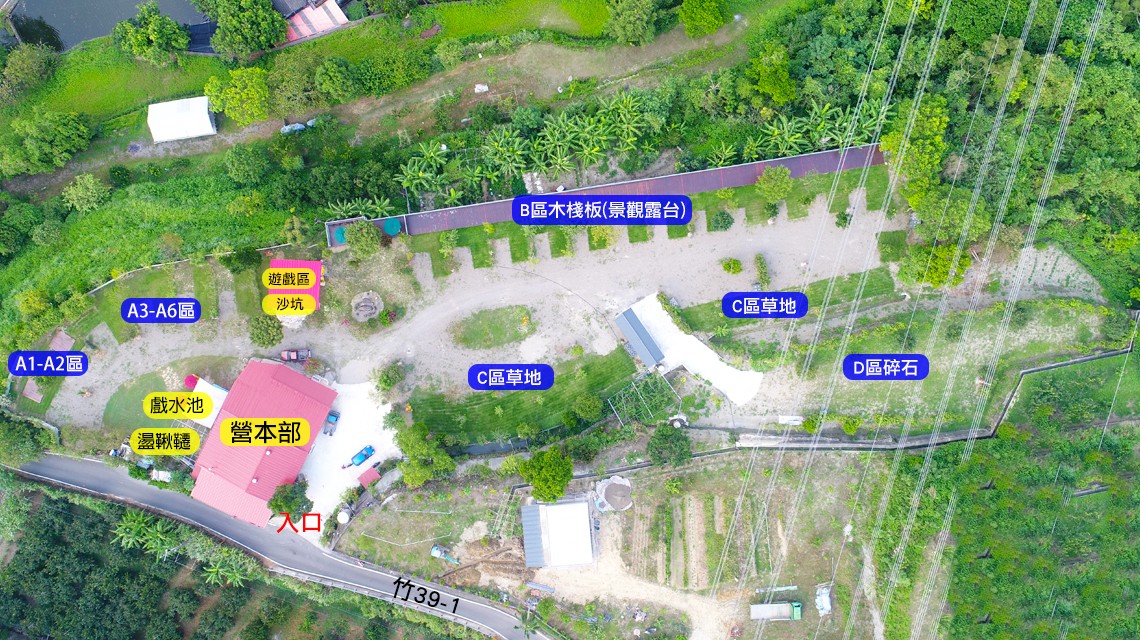 B區木棧板(景觀露台)
遊戲區
沙坑
A3-A6區
C區草地
A1-A2區
C區草地
D區碎石
戲水池
營本部
盪鞦韆
入口
竹39-1